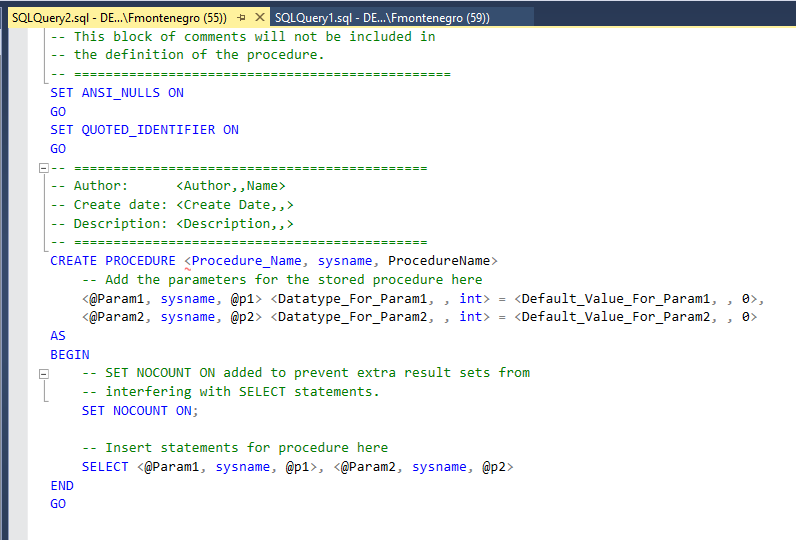 SQLQuery2.sql - DE...\Fmontenegro (55)) SQLQuery1.sql - DE...\Fmontenegro (59))
-- This block of comments will not be included in
-- the definition of the procedure.
-- ================================================
SET ANSI_NULLS ON
GO
SET QUOTED_IDENTIFIER ON
GO
-- =============================================
-- Author:      <Author,,Name>
-- Create date: <Create Date,,>
-- Description: <Description,,>
-- =============================================
CREATE PROCEDURE <Procedure_Name, sysname, ProcedureName>
    -- Add the parameters for the stored procedure here
    <@Param1, sysname, @p1> <Datatype_For_Param1, , int> = <Default_Value_For_Param1, , 0>,
    <@Param2, sysname, @p2> <Datatype_For_Param2, , int> = <Default_Value_For_Param2, , 0>
AS
BEGIN
    -- SET NOCOUNT ON added to prevent extra result sets from
    -- interfering with SELECT statements.
    SET NOCOUNT ON;

    -- Insert statements for procedure here
    SELECT <@Param1, sysname, @p1>, <@Param2, sysname, @p2>
END
GO